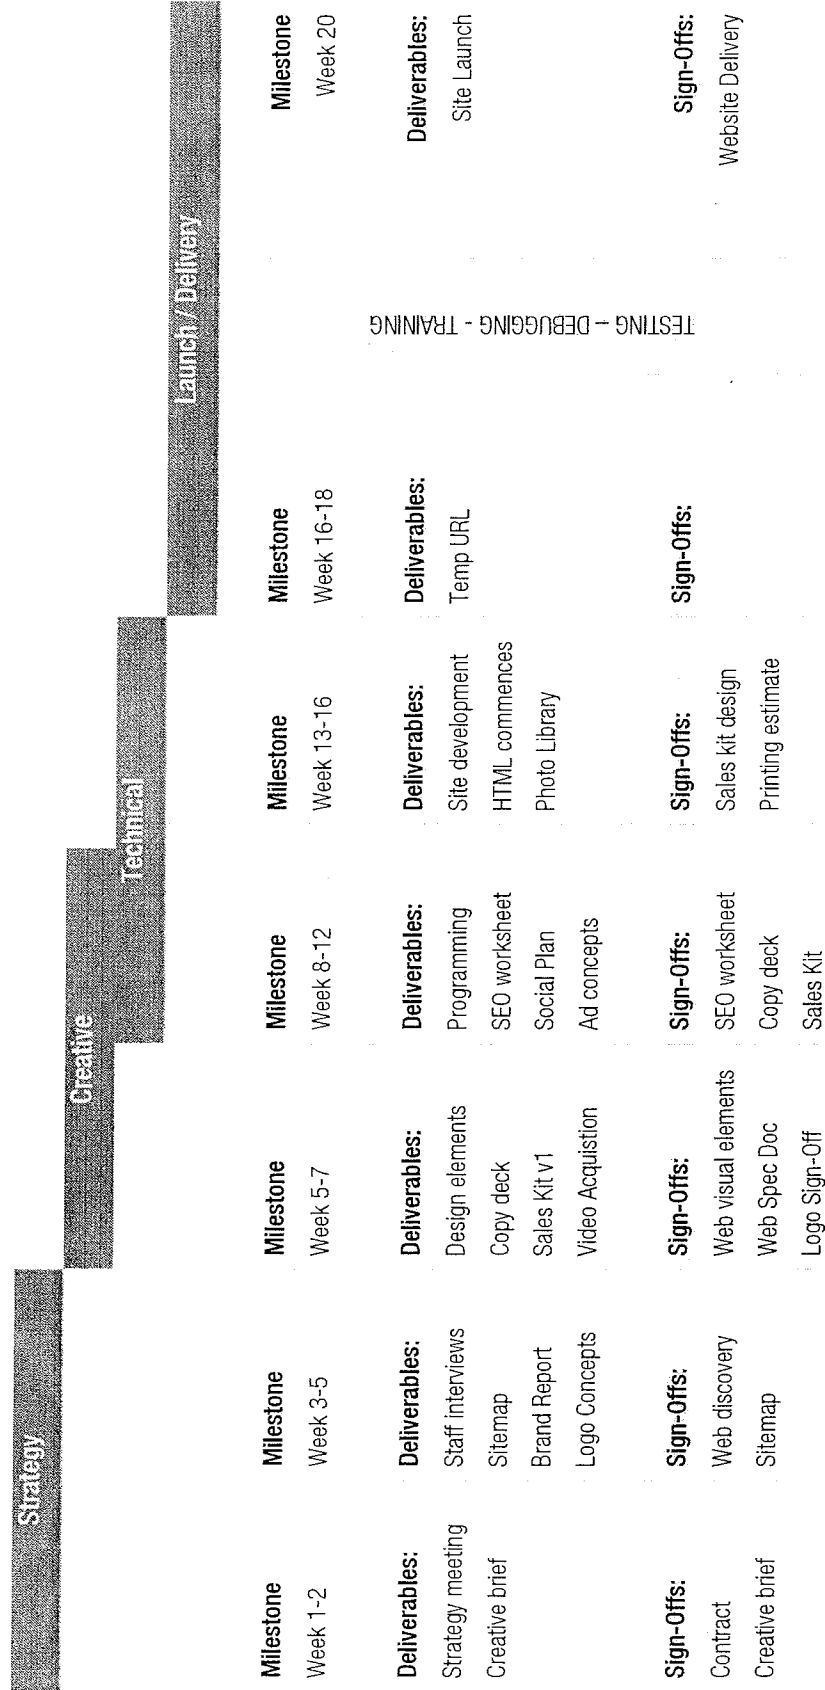 Strategy
Creative
Technical
Launch / Delivery
Milestone
Week 1-2
Deliverables:
Strategy meeting
Creative brief
Sign-Offs:
Contract
Creative brief
Milestone
Week 3-5
Deliverables:
Staff interviews
Sitemap
Brand Report
Logo Concepts
Sign-Offs:
Web discovery
Sitemap
Milestone
Week 5-7
Deliverables:
Design elements
Copy deck
Sales Kit v1
Video Acquistion
Sign-Offs:
Web visual elements
Web Spec Doc
Logo Sign-Off
Milestone
Week 8-12
Deliverables:
Programming
SEO worksheet
Social Plan
Ad concepts
Sign-Offs:
SEO worksheet
Copy deck
Sales Kit
Milestone
Week 13-16
Deliverables:
Site development
HTML commences
Photo Library
Sign-Offs:
Sales kit design
Printing estimate
Milestone
Week 16-18
Deliverables:
Temp URL
Sign-Offs:
TESTING – DEBUGGING - TRAINING
Milestone
Week 20
Deliverables:
Site Launch
Sign-Offs:
Website Delivery